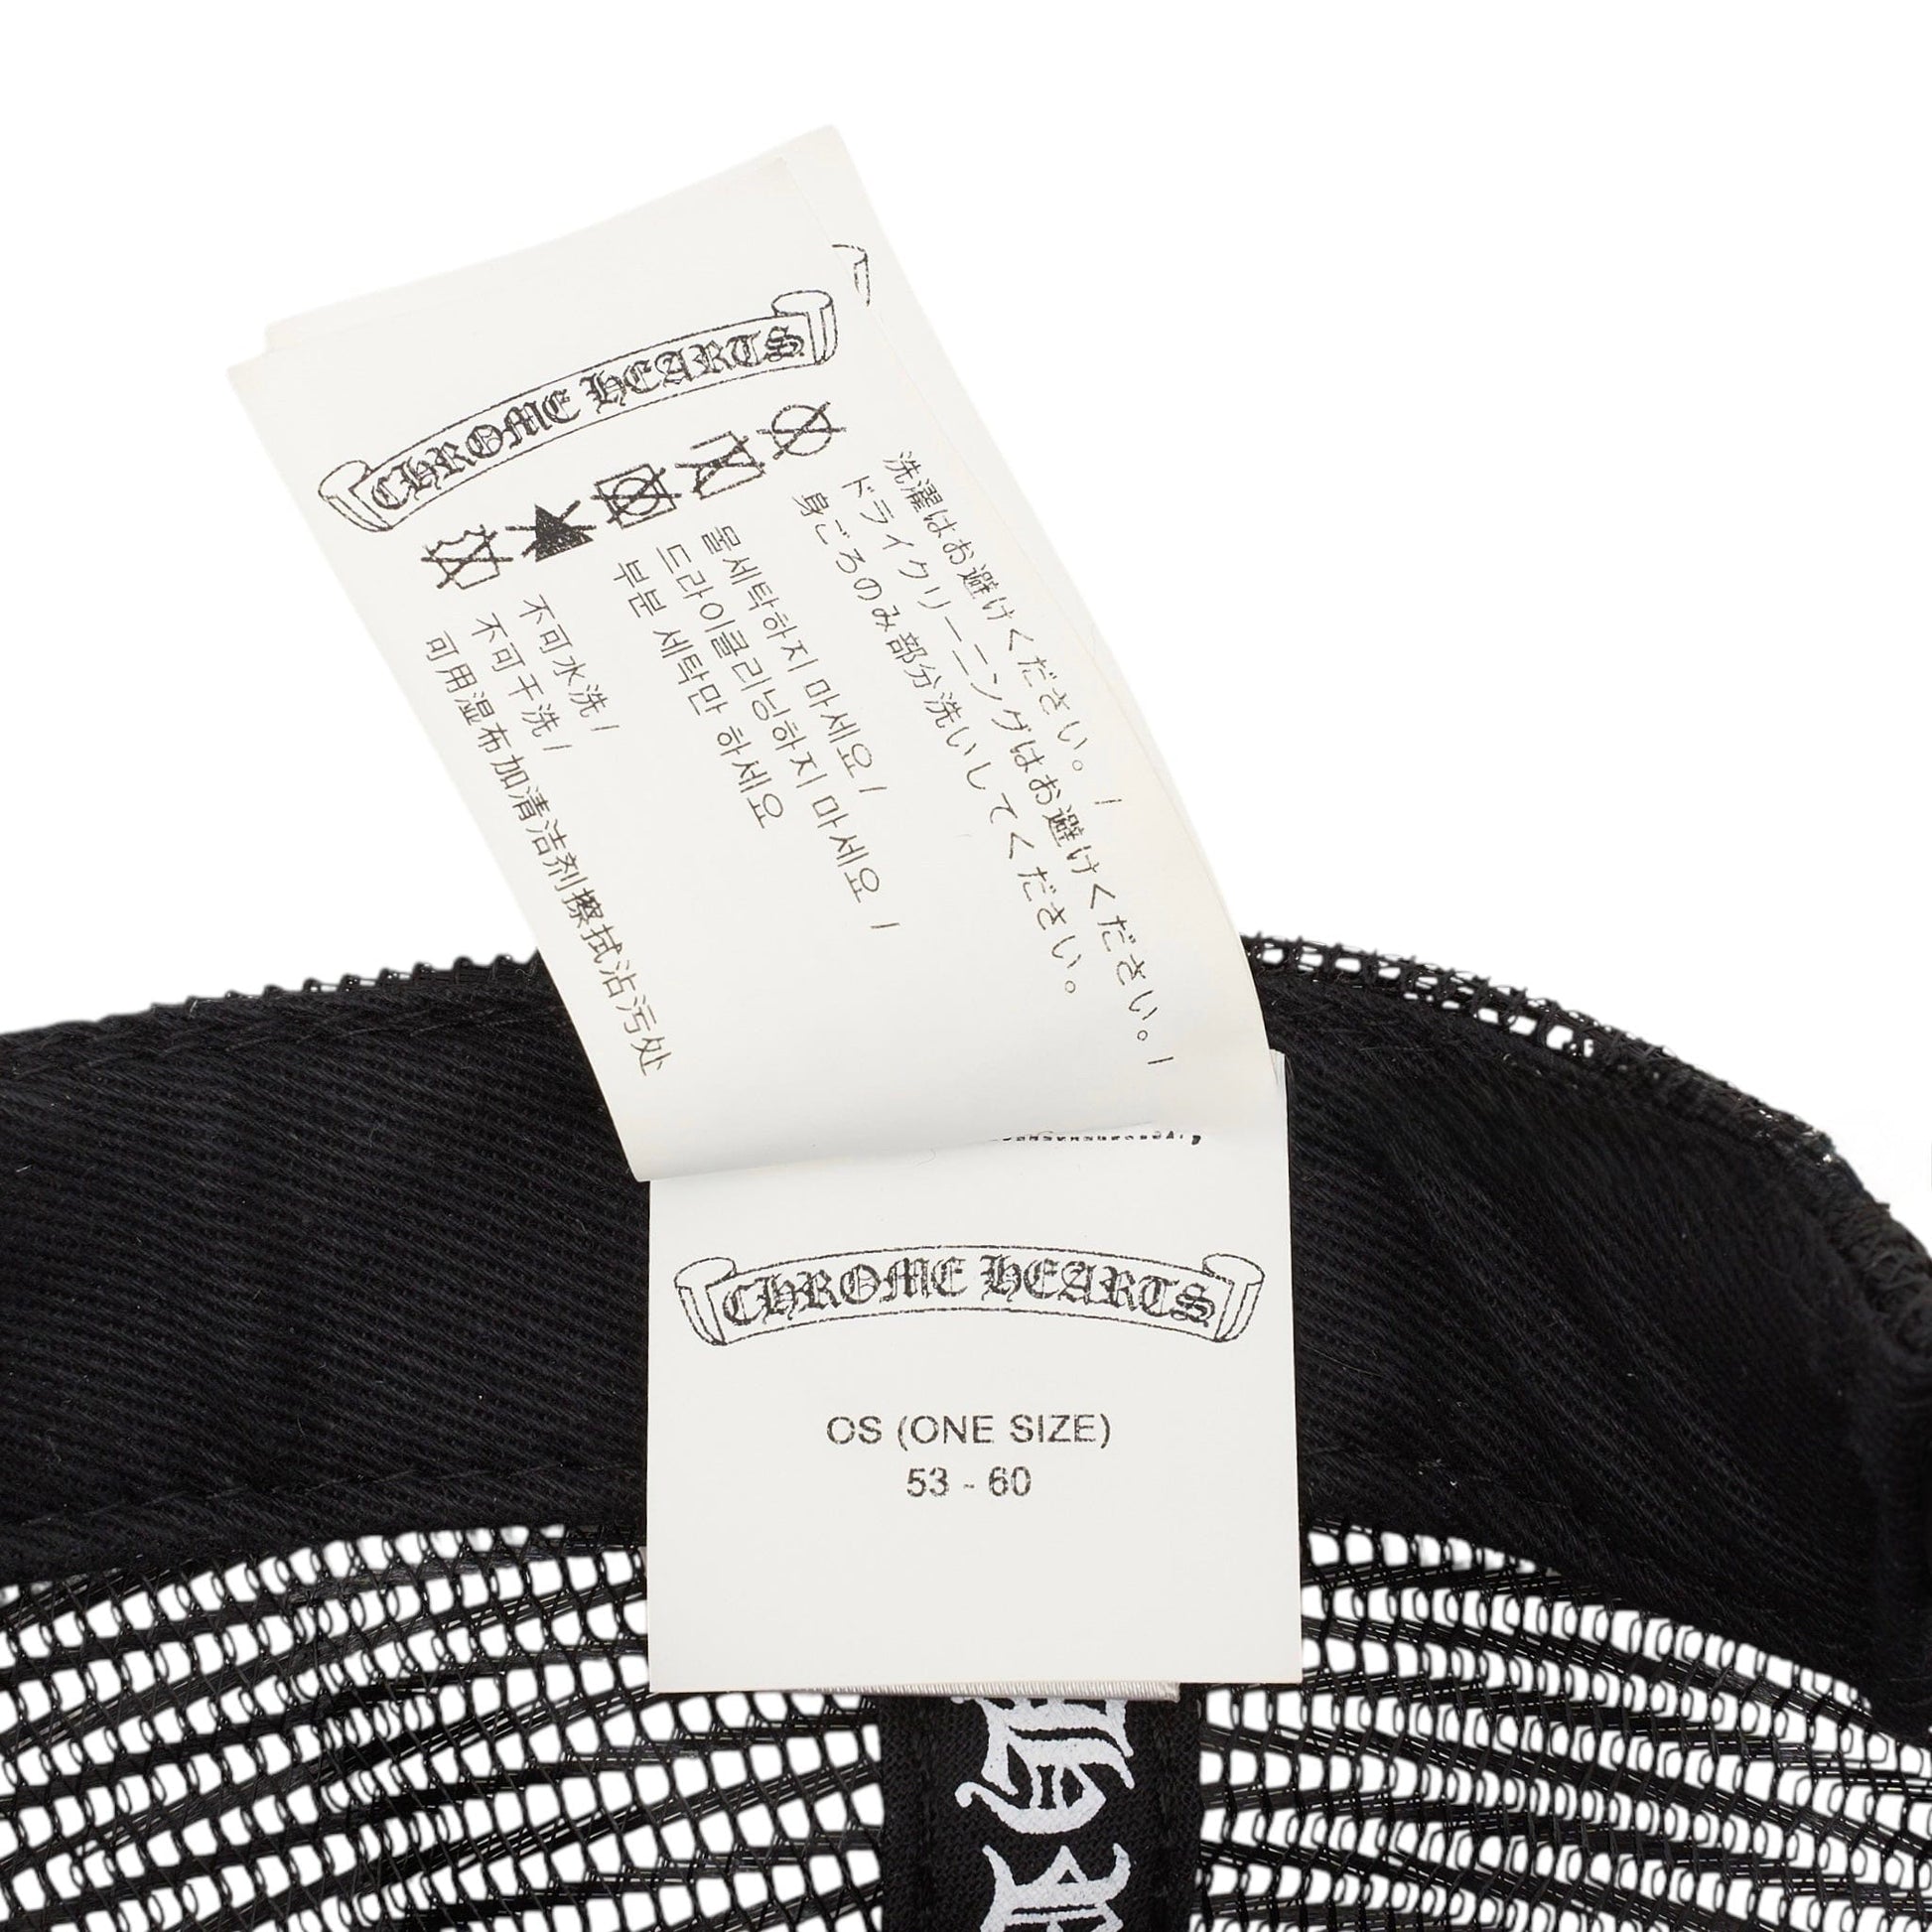 CHROME HEARTS
不可水洗/
不可干洗/
可用湿布加清洁剂擦拭沾污处
물세탁하지 마세요 /
드라이클리닝하지 마세요 /
부분 세탁만 하세요
洗濯はお避けください。/
ドライクリーニングはお避けください。/
身ごろのみ部分洗いしてください。
CHROME HEARTS
OS (ONE SIZE)
53 - 60